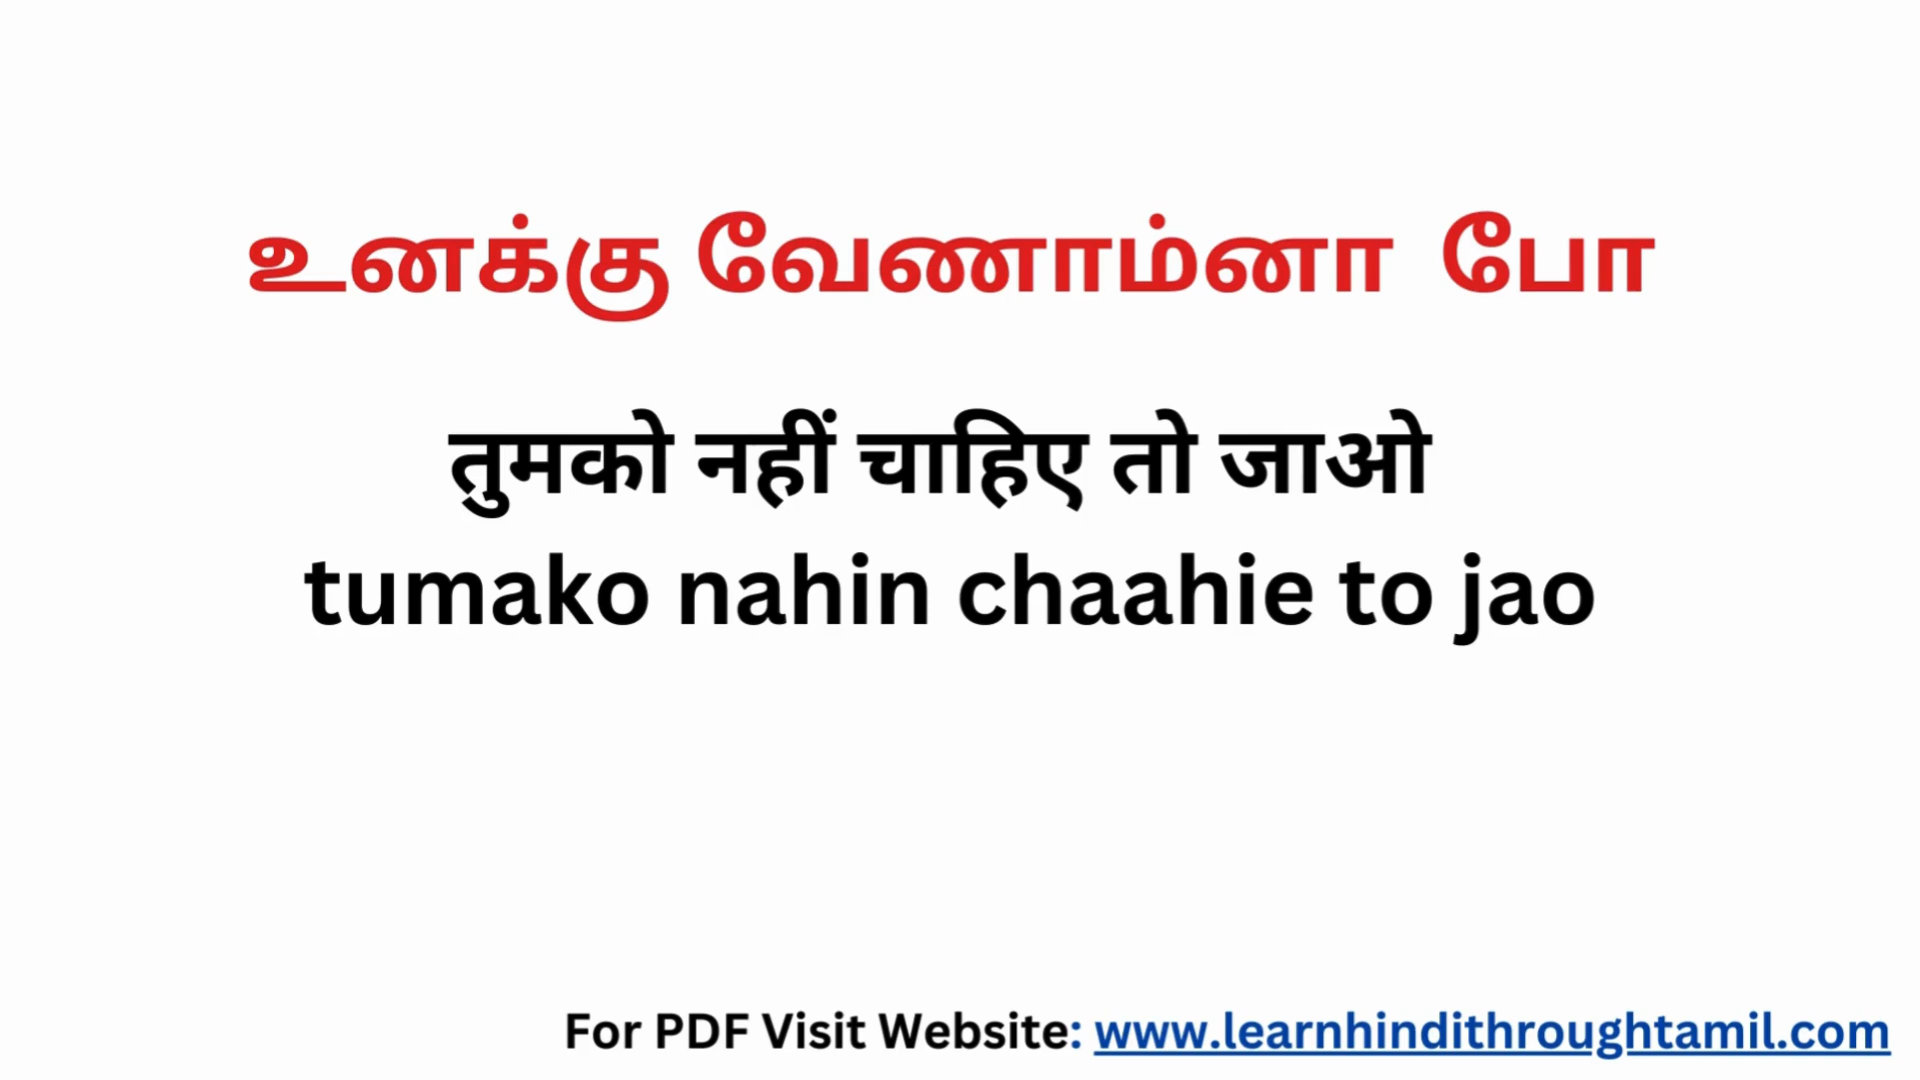 உனக்கு வேணாம்னா போ
तुमको नहीं चाहिए तो जाओ
tumako nahin chaahie to jao
For PDF Visit Website: www.learnhindithroughtamil.com